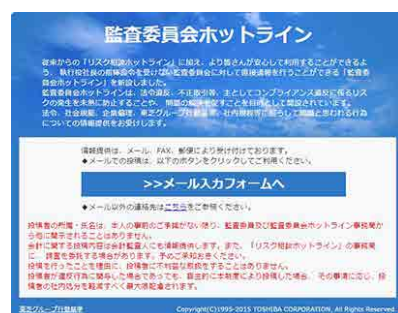 監査委員会ホットライン
従来からの「リスク相談ホットライン」に加え、より皆さんが安心して利用することができるよ
う、執行役社長の指揮命令を受けない監査委員会に対して直接通報を行うことができる「監査委
員会ホットライン」を新設しました。
監査委員会ホットラインは、法令違反、不正取引等、主としてコンプライアンス違反に係るリス
クの発生を未然に防止することや、問題の解決を促すことを目的として開設されています。
法令、社会規範、企業倫理、東芝グループ行動基準、社内規程等に照らして問題と思われる行為
についての情報提供をお受けします。
情報提供は、メール、FAX、郵便により受け付けております。
◆メールでの投稿は、以下のボタンをクリックしてご利用ください。
>>メール入力フォームへ
◆メール以外の連絡先はこちらをご参照ください。
投稿者の所属・氏名は、本人の事前のご承諾がない限り、監査委員及び監査委員会ホットライン事務局か
ら他に開示されることはありません。
会計に関する投稿内容は会計監査人にも情報提供します。また、「リスク相談ホットライン」の事務局
に、調査を委託する場合があります。予めご承知おきください。
投稿を行ったことを理由に、投稿者に不利益な取扱をすることはありません。
投稿者が違反行為に関与した場合であっても、自主的に本制度により投稿した場合、その事情に応じ、投
稿者の社内処分を軽減すべく最大限配慮されます。
東芝グループ行動基準
Copyright(C)1995-2015 TOSHIBA CORPORATION, All Rights Reserved.